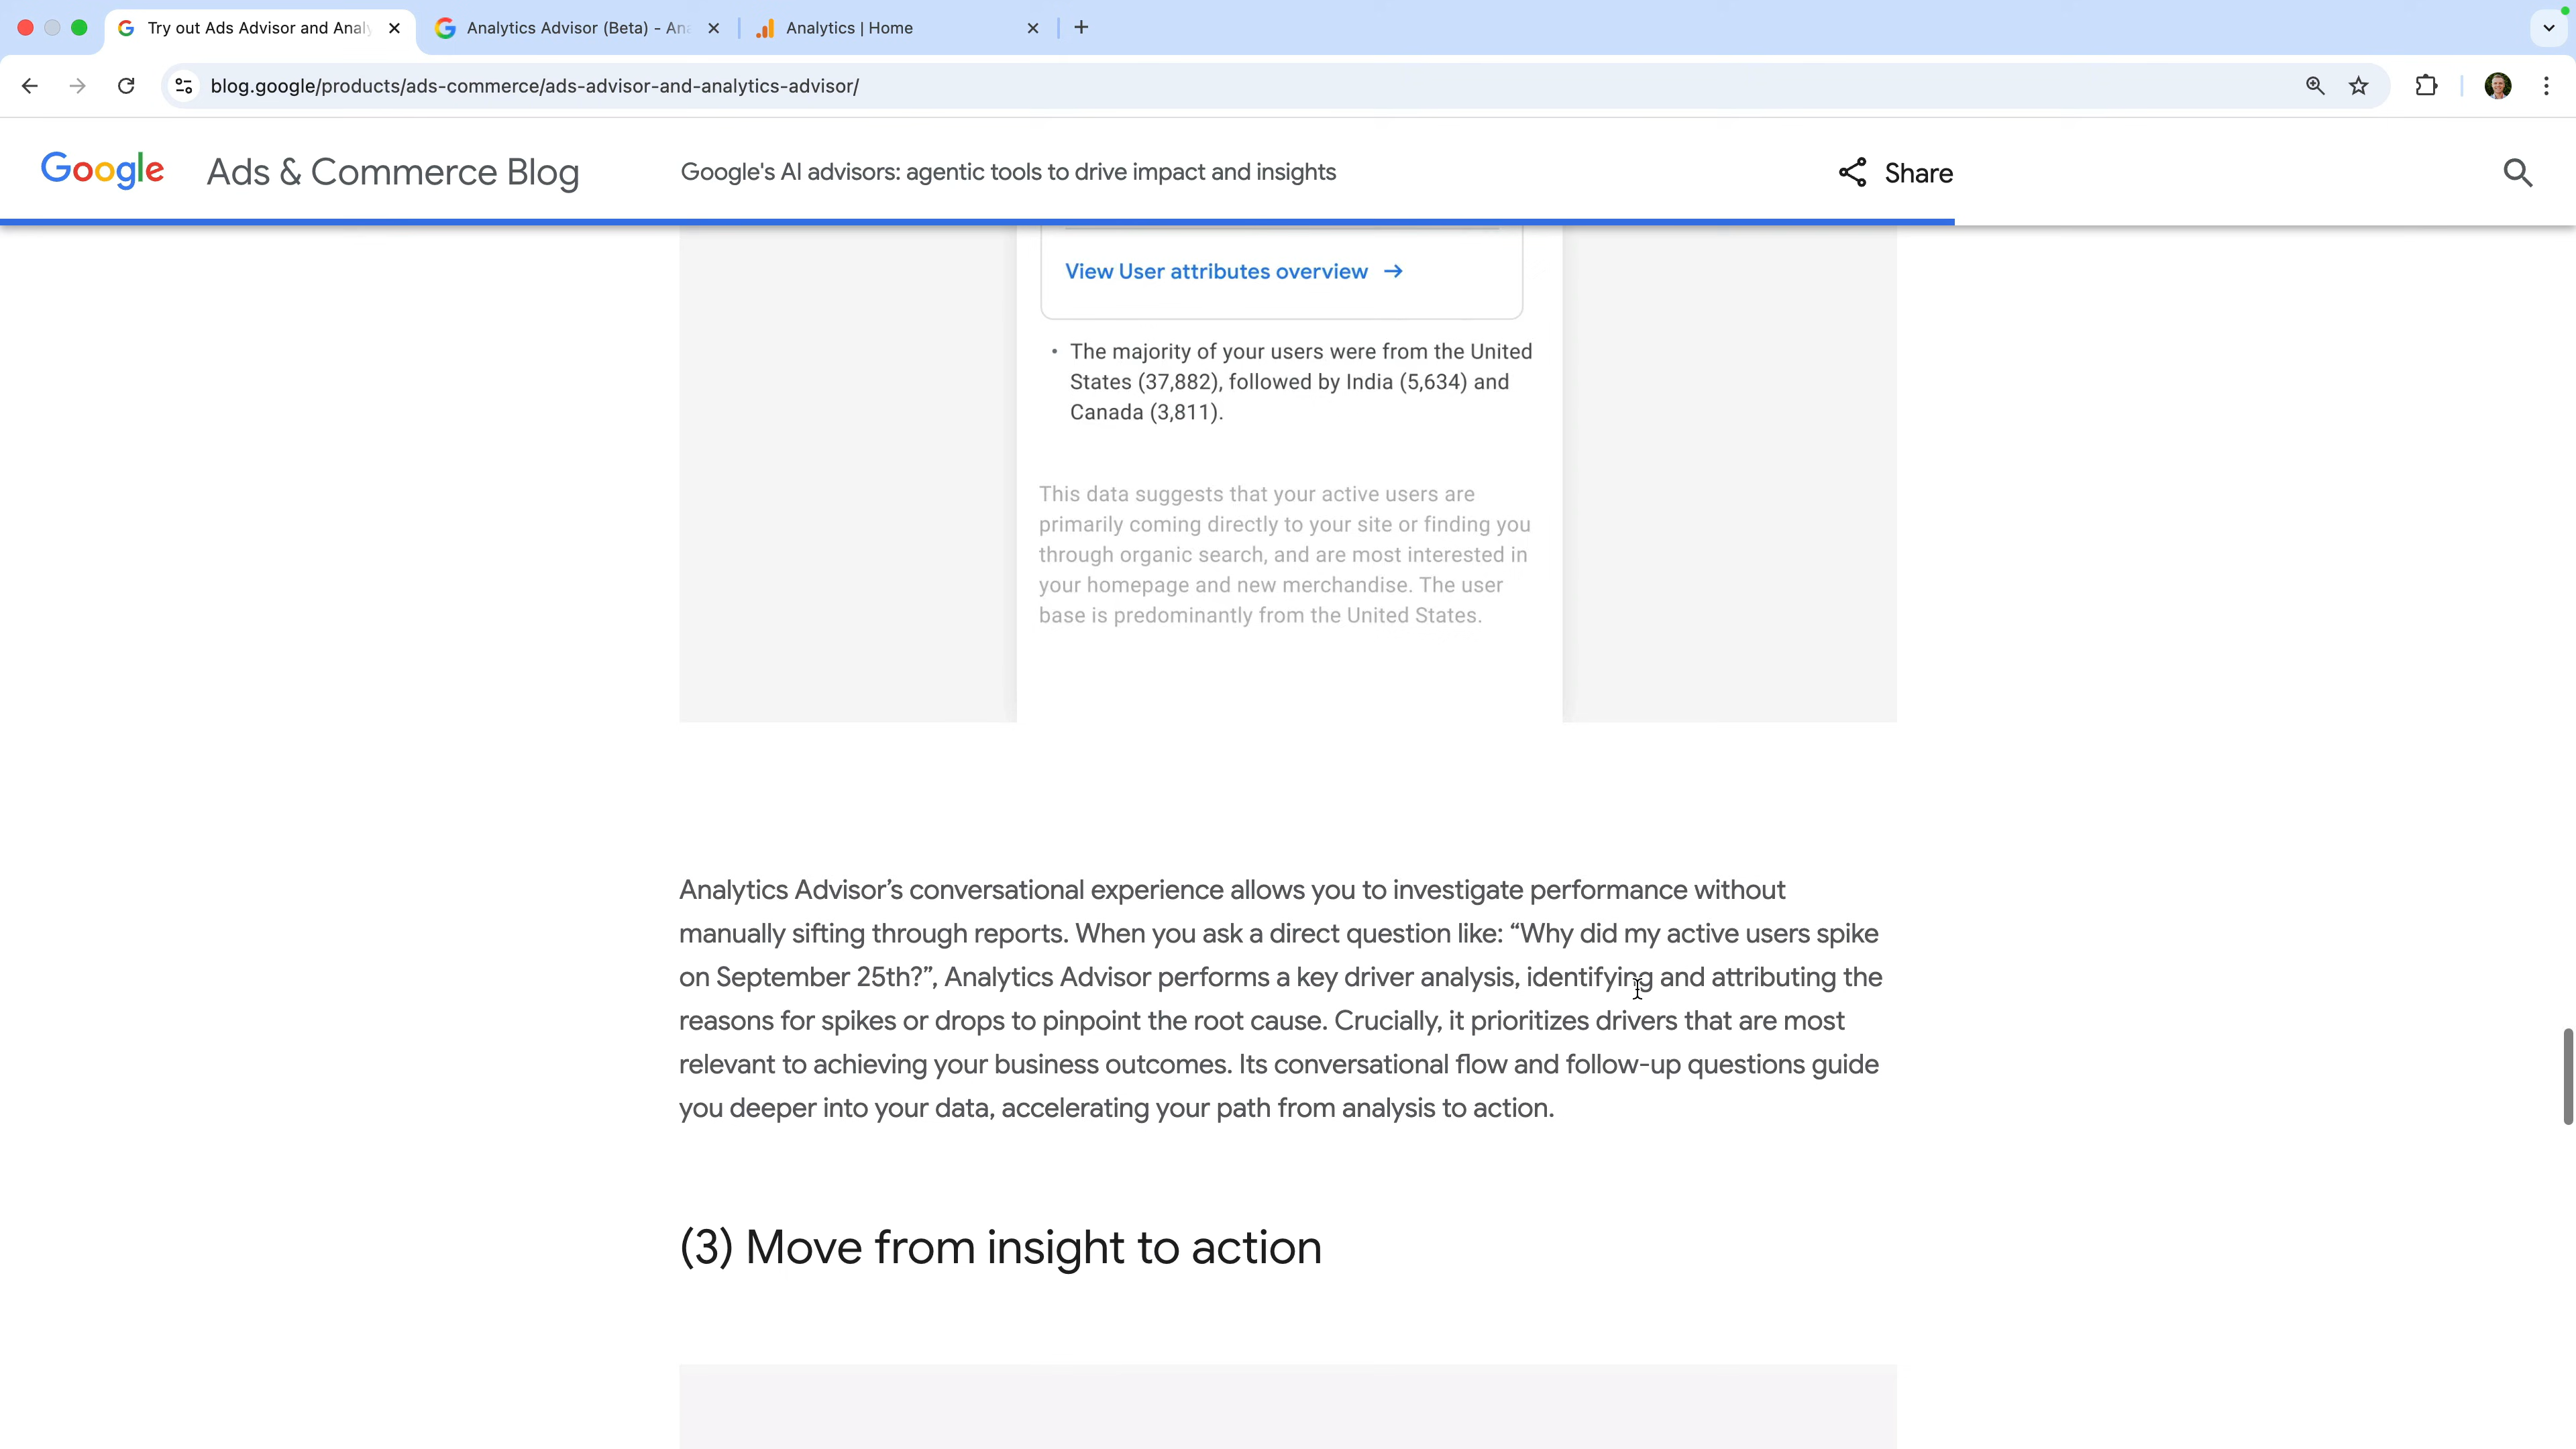 Try out Ads Advisor and Analy
Analytics Advisor (Beta) - Ana
Analytics | Home
blog.google/products/ads-commerce/ads-advisor-and-analytics-advisor/
Google Ads & Commerce Blog
Google's AI advisors: agentic tools to drive impact and insights
Share
View User attributes overview →
• The majority of your users were from the United
States (37,882), followed by India (5,634) and
Canada (3,811).
This data suggests that your active users are
primarily coming directly to your site or finding you
through organic search, and are most interested in
your homepage and new merchandise. The user
base is predominantly from the United States.
Analytics Advisor’s conversational experience allows you to investigate performance without
manually sifting through reports. When you ask a direct question like: “Why did my active users spike
on September 25th?”, Analytics Advisor performs a key driver analysis, identifying and attributing the
reasons for spikes or drops to pinpoint the root cause. Crucially, it prioritizes drivers that are most
relevant to achieving your business outcomes. Its conversational flow and follow-up questions guide
you deeper into your data, accelerating your path from analysis to action.
(3) Move from insight to action